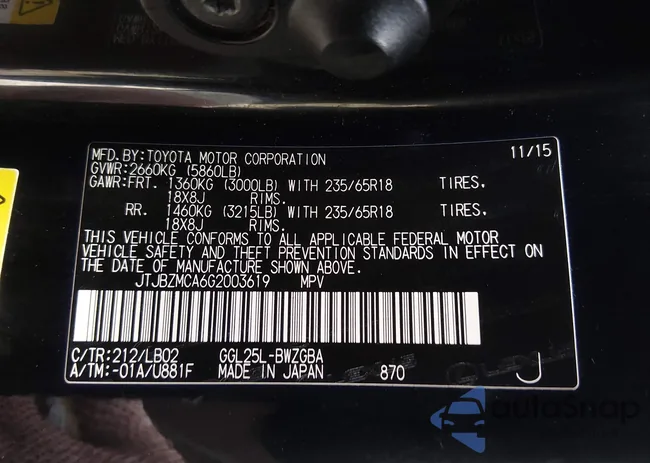 MFD.BY:TOYOTA MOTOR CORPORATION 11/15
GVWR:2660KG (5860LB)
GAWR:FRT. 1360KG (3000LB) WITH 235/65R18 TIRES,
18X8J RIMS.
RR. 1460KG (3215LB) WITH 235/65R18 TIRES,
18X8J RIMS.
THIS VEHICLE CONFORMS TO ALL APPLICABLE FEDERAL MOTOR
VEHICLE SAFETY AND THEFT PREVENTION STANDARDS IN EFFECT ON
THE DATE OF MANUFACTURE SHOWN ABOVE.
JTJBZMCA6G2003619 MPV
C/TR:212/LB02 GGL25L-BWZGBA
A/TM:-01A/U881F MADE IN JAPAN 870 J
autoSnap